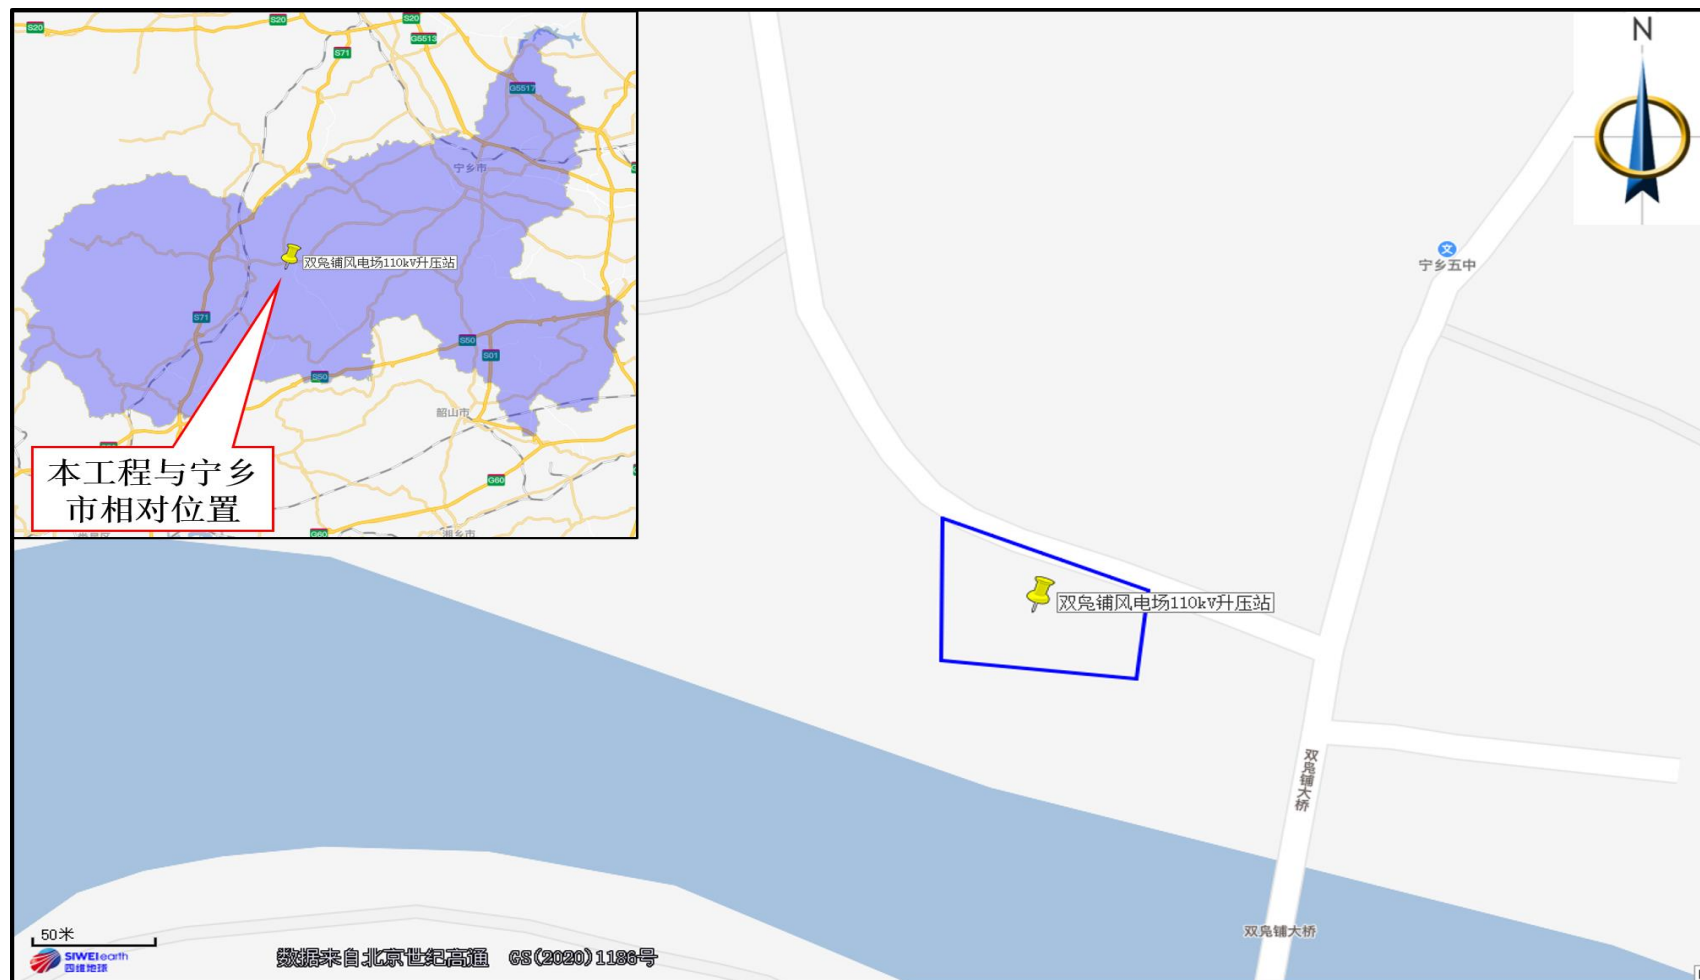 S20
S20
S20
G5513
S71
G5517
宁乡市
双凫铺风电场110kV升压站
S71
S50
S01
S50
韶山市
G60
G60
湘乡市
本工程与宁乡
市相对位置
N
宁乡五中
双凫铺风电场110kV升压站
双凫铺大桥
双凫铺大桥
50米
SIWEIearth
四维地球
数据来自北京世纪高通 GS(2020)1186号